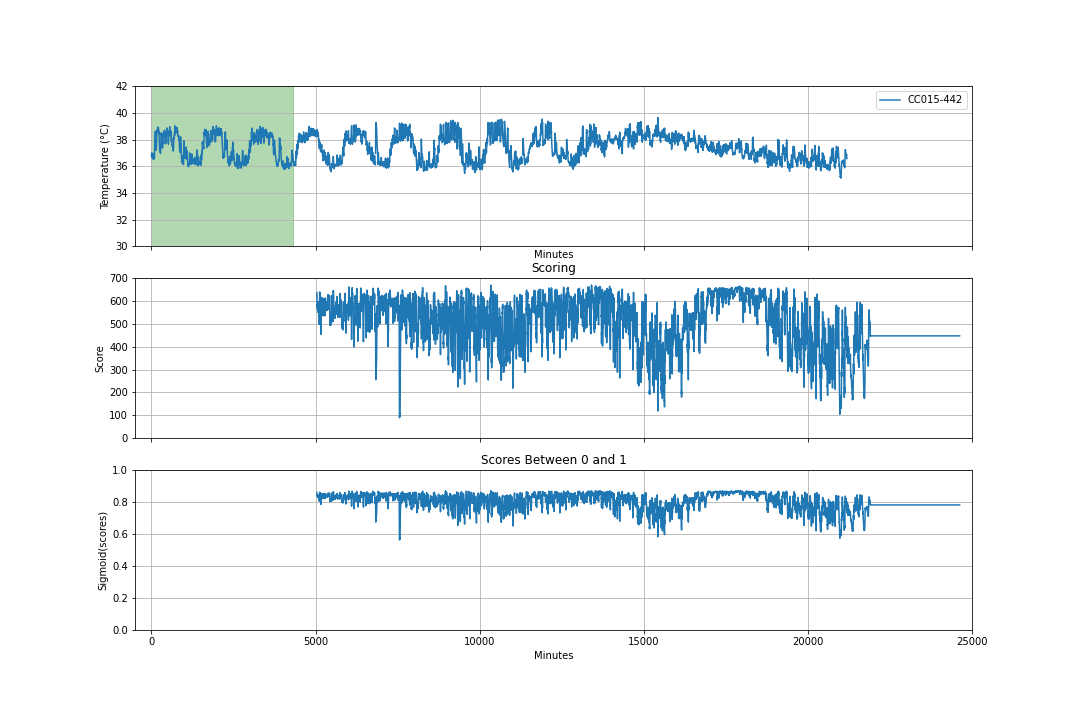 42
40
38
36
34
32
30
Temperature (°C)
CC015-442
Minutes
Scoring
700
600
500
400
300
200
100
0
Score
Scores Between 0 and 1
1.0
0.8
0.6
0.4
0.2
0.0
Sigmoid(scores)
0 5000 10000 15000 20000 25000
Minutes